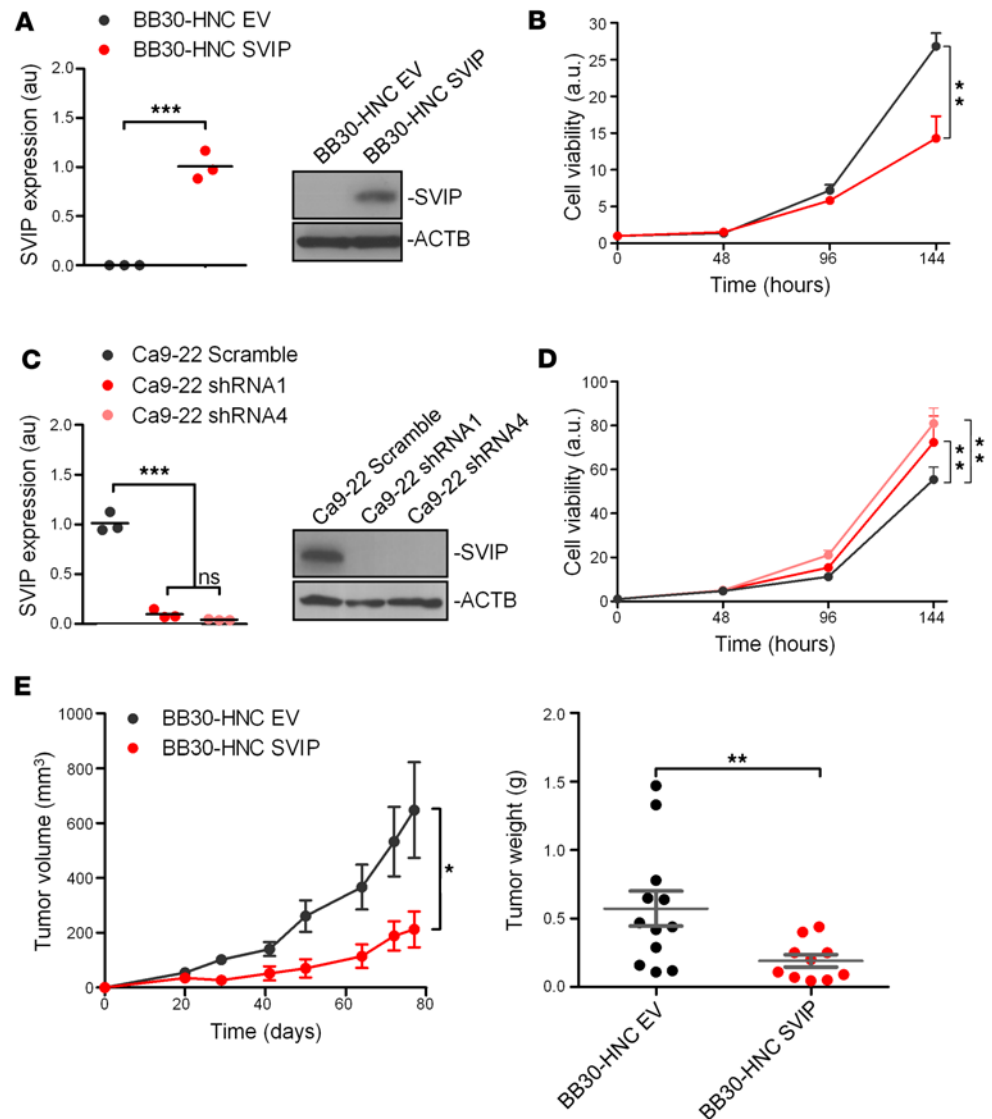 A
BB30-HNC EV
BB30-HNC SVIP
SVIP expression (au)
2.0
1.5
1.0
0.5
0.0
***
BB30-HNC EV
BB30-HNC SVIP
-SVIP
-ACTB
B
Cell viability (a.u.)
30
25
20
15
10
5
0
**
0 48 96 144
Time (hours)
C
Ca9-22 Scramble
Ca9-22 shRNA1
Ca9-22 shRNA4
SVIP expression (au)
2.0
1.5
1.0
0.5
0.0
***
ns
Ca9-22 Scramble
Ca9-22 shRNA1
Ca9-22 shRNA4
-SVIP
-ACTB
D
Cell viability (a.u.)
100
80
60
40
20
0
**
**
0 48 96 144
Time (hours)
E
BB30-HNC EV
BB30-HNC SVIP
Tumor volume (mm³)
1000
800
600
400
200
0
*
0 20 40 60 80
Time (days)
Tumor weight (g)
2.0
1.5
1.0
0.5
0.0
**
BB30-HNC EV
BB30-HNC SVIP